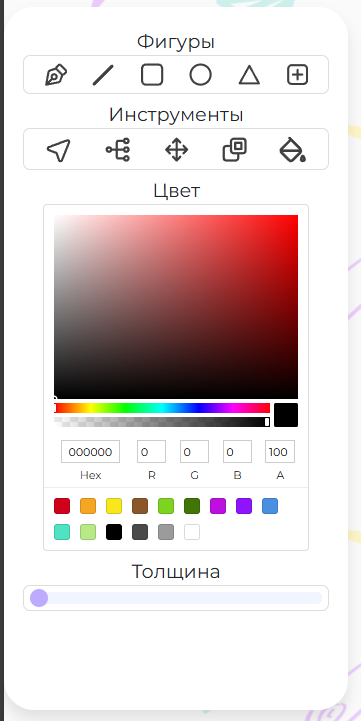 Фигуры
Инструменты
Цвет
000000 0 0 0 100
Hex R G B A
Толщина